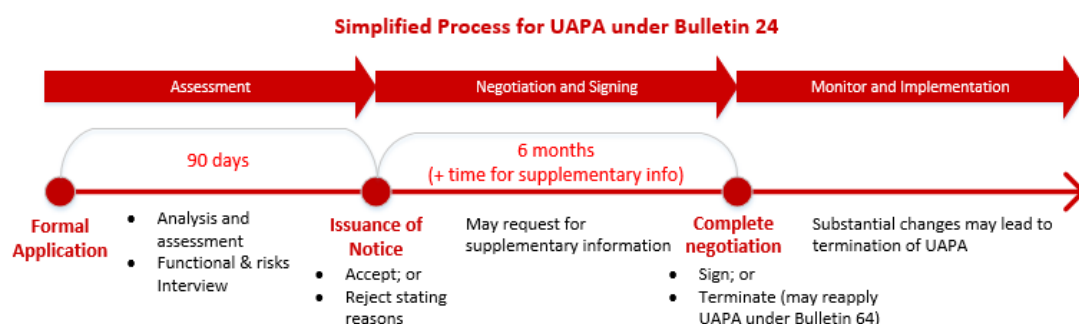 Simplified Process for UAPA under Bulletin 24
Assessment
Negotiation and Signing
Monitor and Implementation
90 days
6 months
(+ time for supplementary info)
Formal
Application
● Analysis and
assessment
● Functional & risks
Interview
Issuance of
Notice
● Accept; or
● Reject stating
reasons
May request for
supplementary information
Complete
negotiation
● Sign; or
● Terminate (may reapply
UAPA under Bulletin 64)
Substantial changes may lead to
termination of UAPA